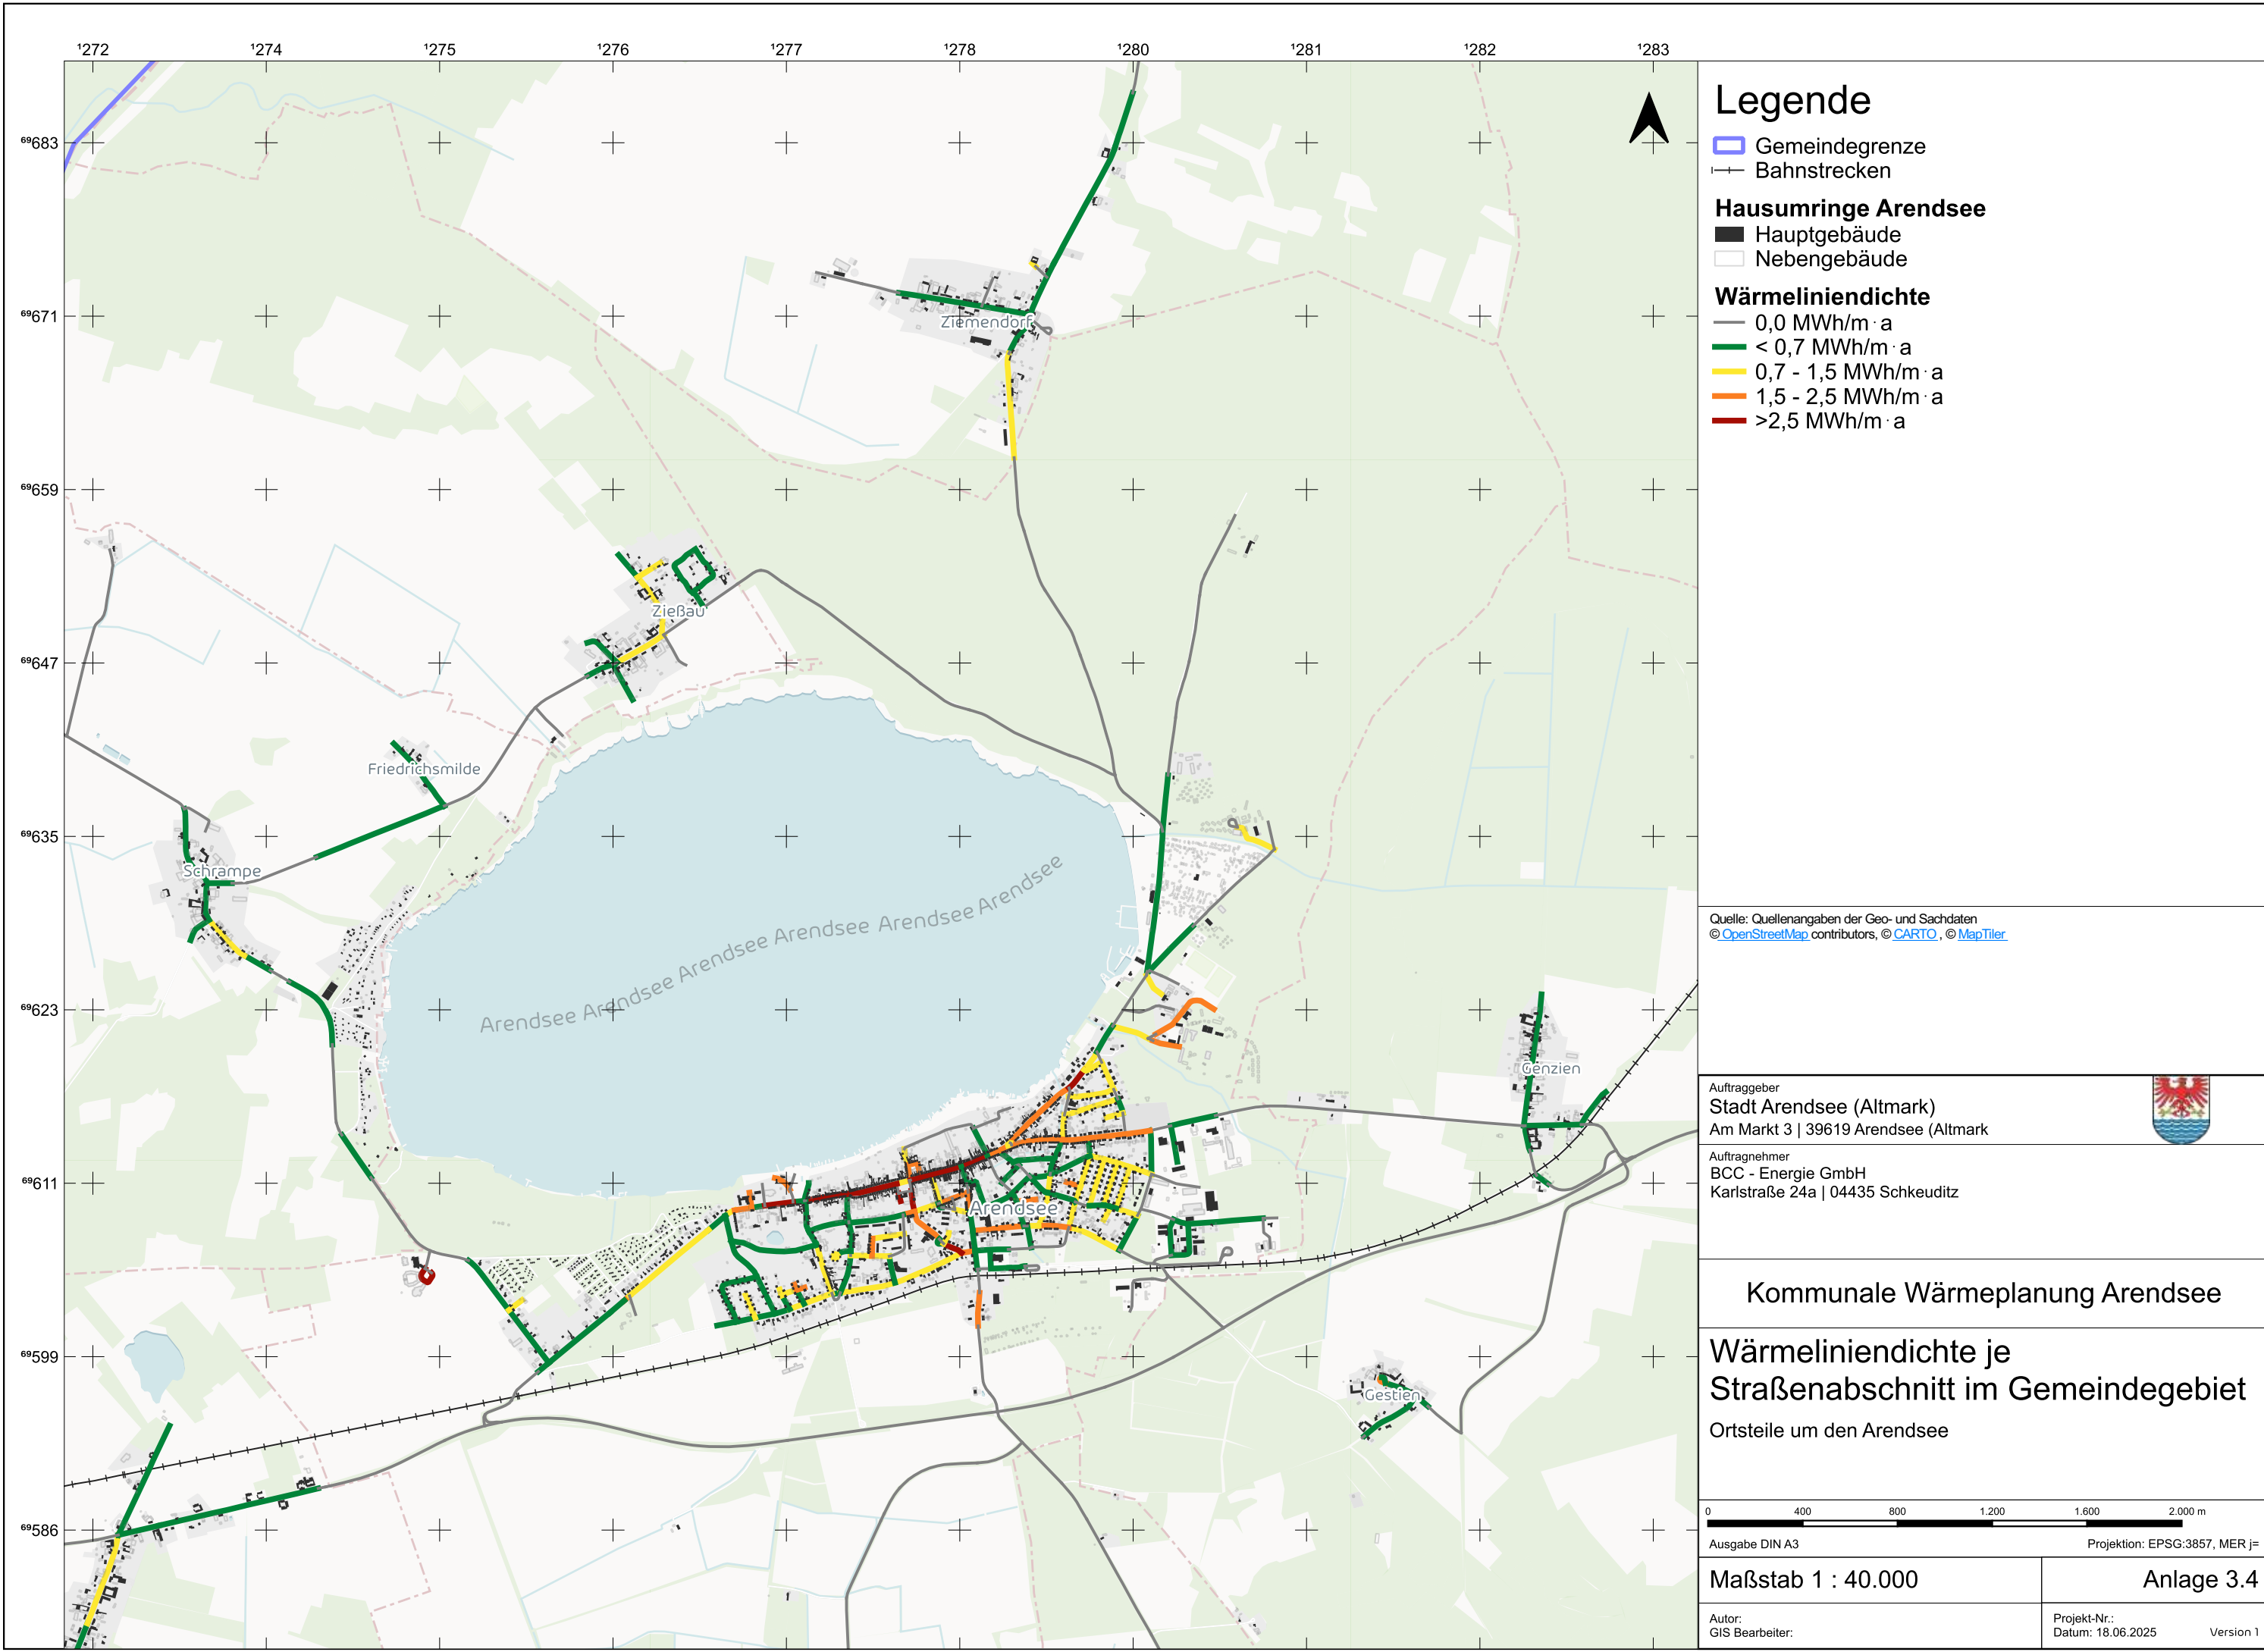 ¹272 ¹274 ¹275 ¹276 ¹277 ¹278 ¹280 ¹281 ¹282 ¹283
⁶⁹683
⁶⁹671
⁶⁹659
⁶⁹647
⁶⁹635
⁶⁹623
⁶⁹611
⁶⁹599
⁶⁹586
Ziemendorf
Zießau
Friedrichsmilde
Schrampe
Arendsee Arendsee Arendsee Arendsee Arendsee Arendsee
Genzien
Arendsee
Gestien
Legende
Gemeindegrenze
Bahnstrecken
Hausumringe Arendsee
Hauptgebäude
Nebengebäude
Wärmeliniendichte
0,0 MWh/m·a
< 0,7 MWh/m·a
0,7 - 1,5 MWh/m·a
1,5 - 2,5 MWh/m·a
>2,5 MWh/m·a
Quelle: Quellenangaben der Geo- und Sachdaten
© OpenStreetMap contributors, © CARTO , © MapTiler
Auftraggeber
Stadt Arendsee (Altmark)
Am Markt 3 | 39619 Arendsee (Altmark
Auftragnehmer
BCC - Energie GmbH
Karlstraße 24a | 04435 Schkeuditz
Kommunale Wärmeplanung Arendsee
Wärmeliniendichte je
Straßenabschnitt im Gemeindegebiet
Ortsteile um den Arendsee
0 400 800 1.200 1.600 2.000 m
Ausgabe DIN A3 Projektion: EPSG:3857, MER j=
Maßstab 1 : 40.000 Anlage 3.4
Autor: Projekt-Nr.:
GIS Bearbeiter: Datum: 18.06.2025 Version 1